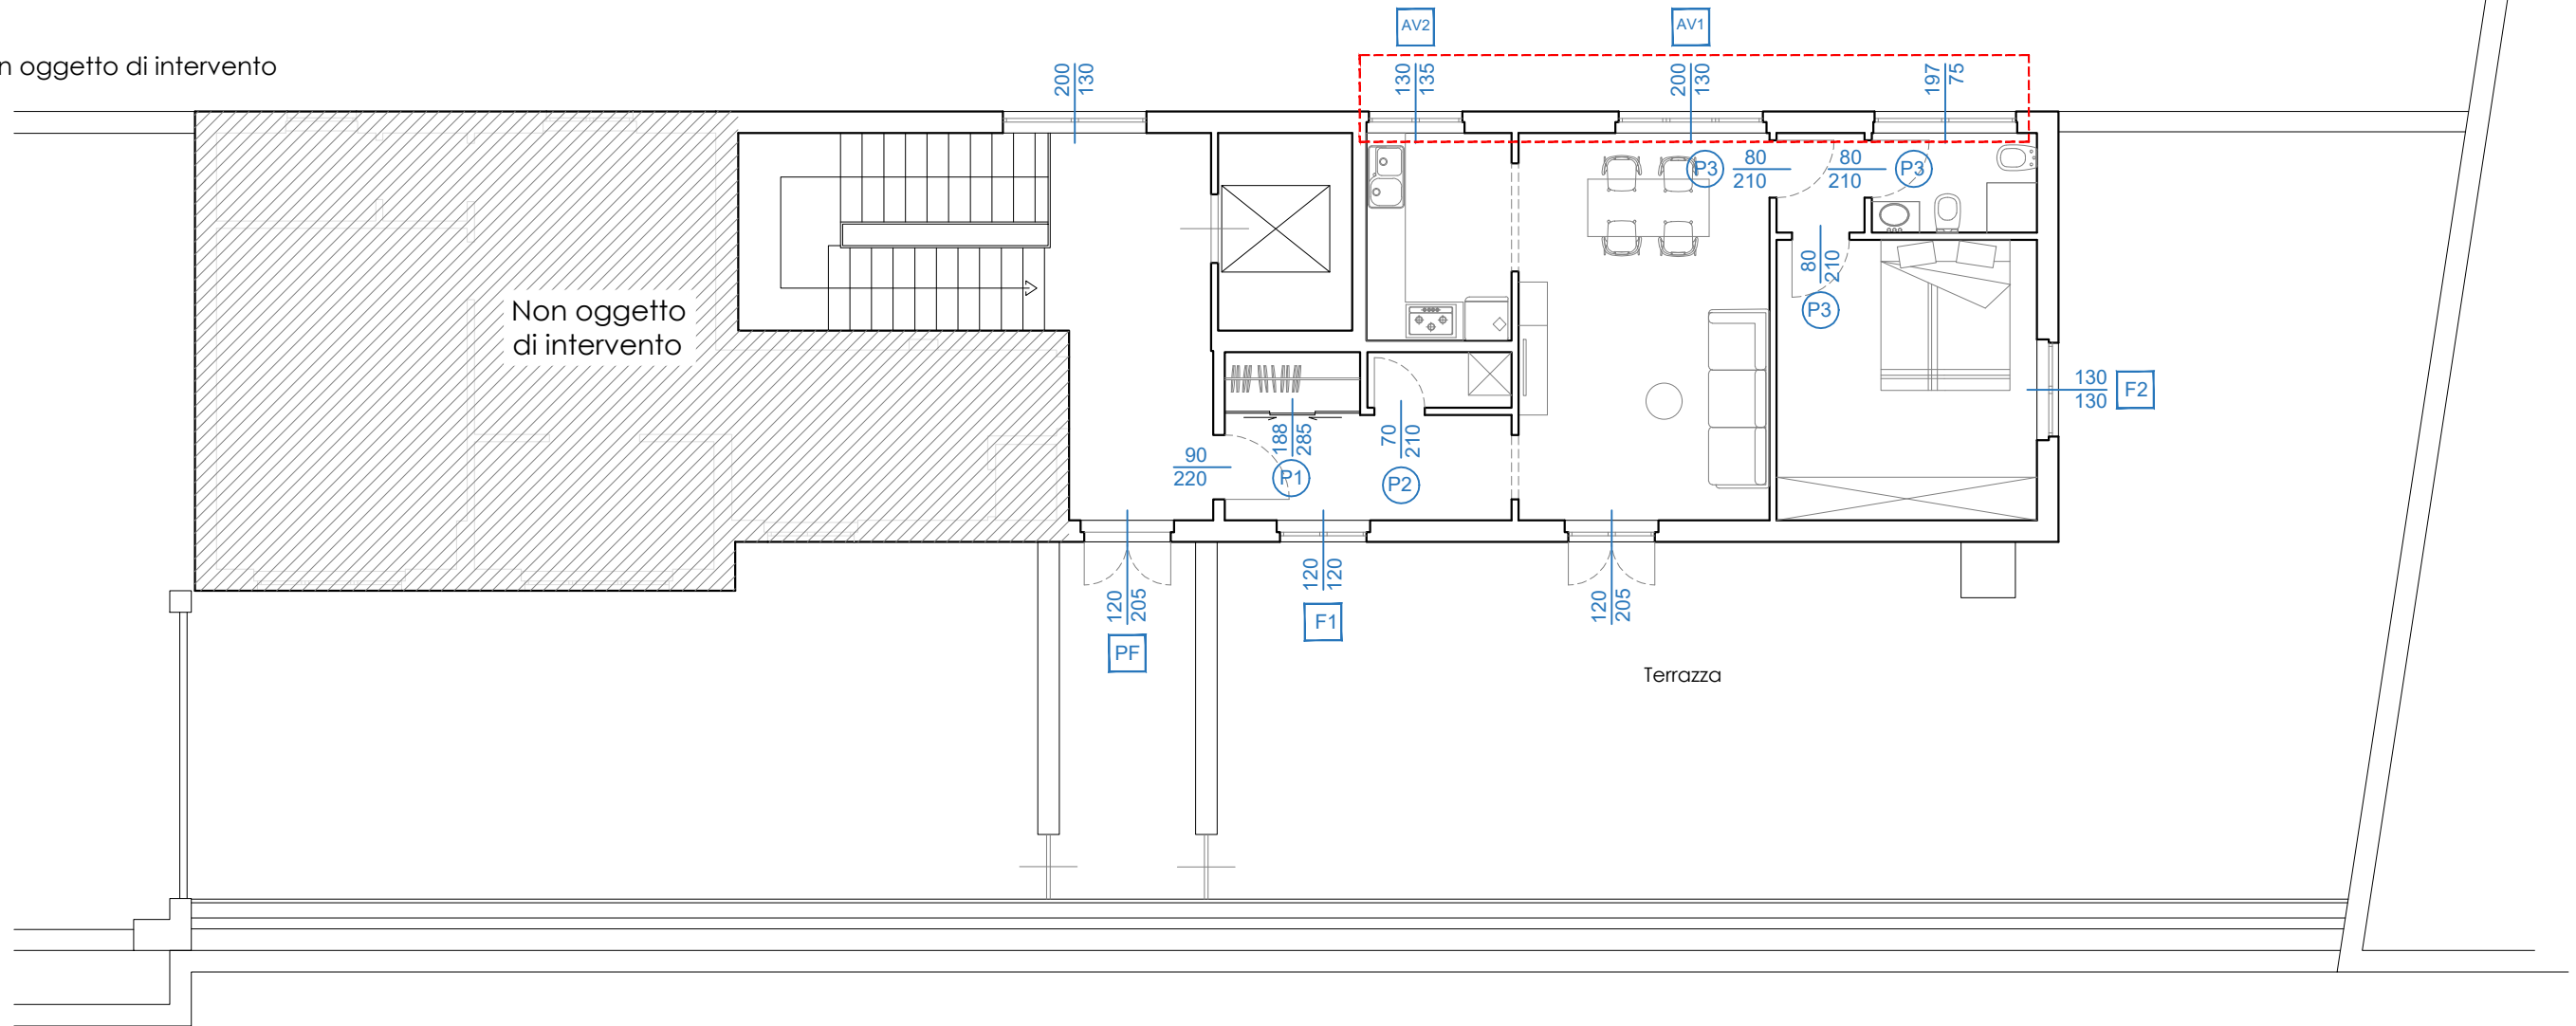 AV2
AV1
n oggetto di intervento
200
130
130
135
200
130
197
75
P3
80
210
80
210
P3
80
210
P3
Non oggetto
di intervento
130
130
F2
188
285
70
210
90
220
P1
P2
120
205
PF
120
120
F1
120
205
Terrazza